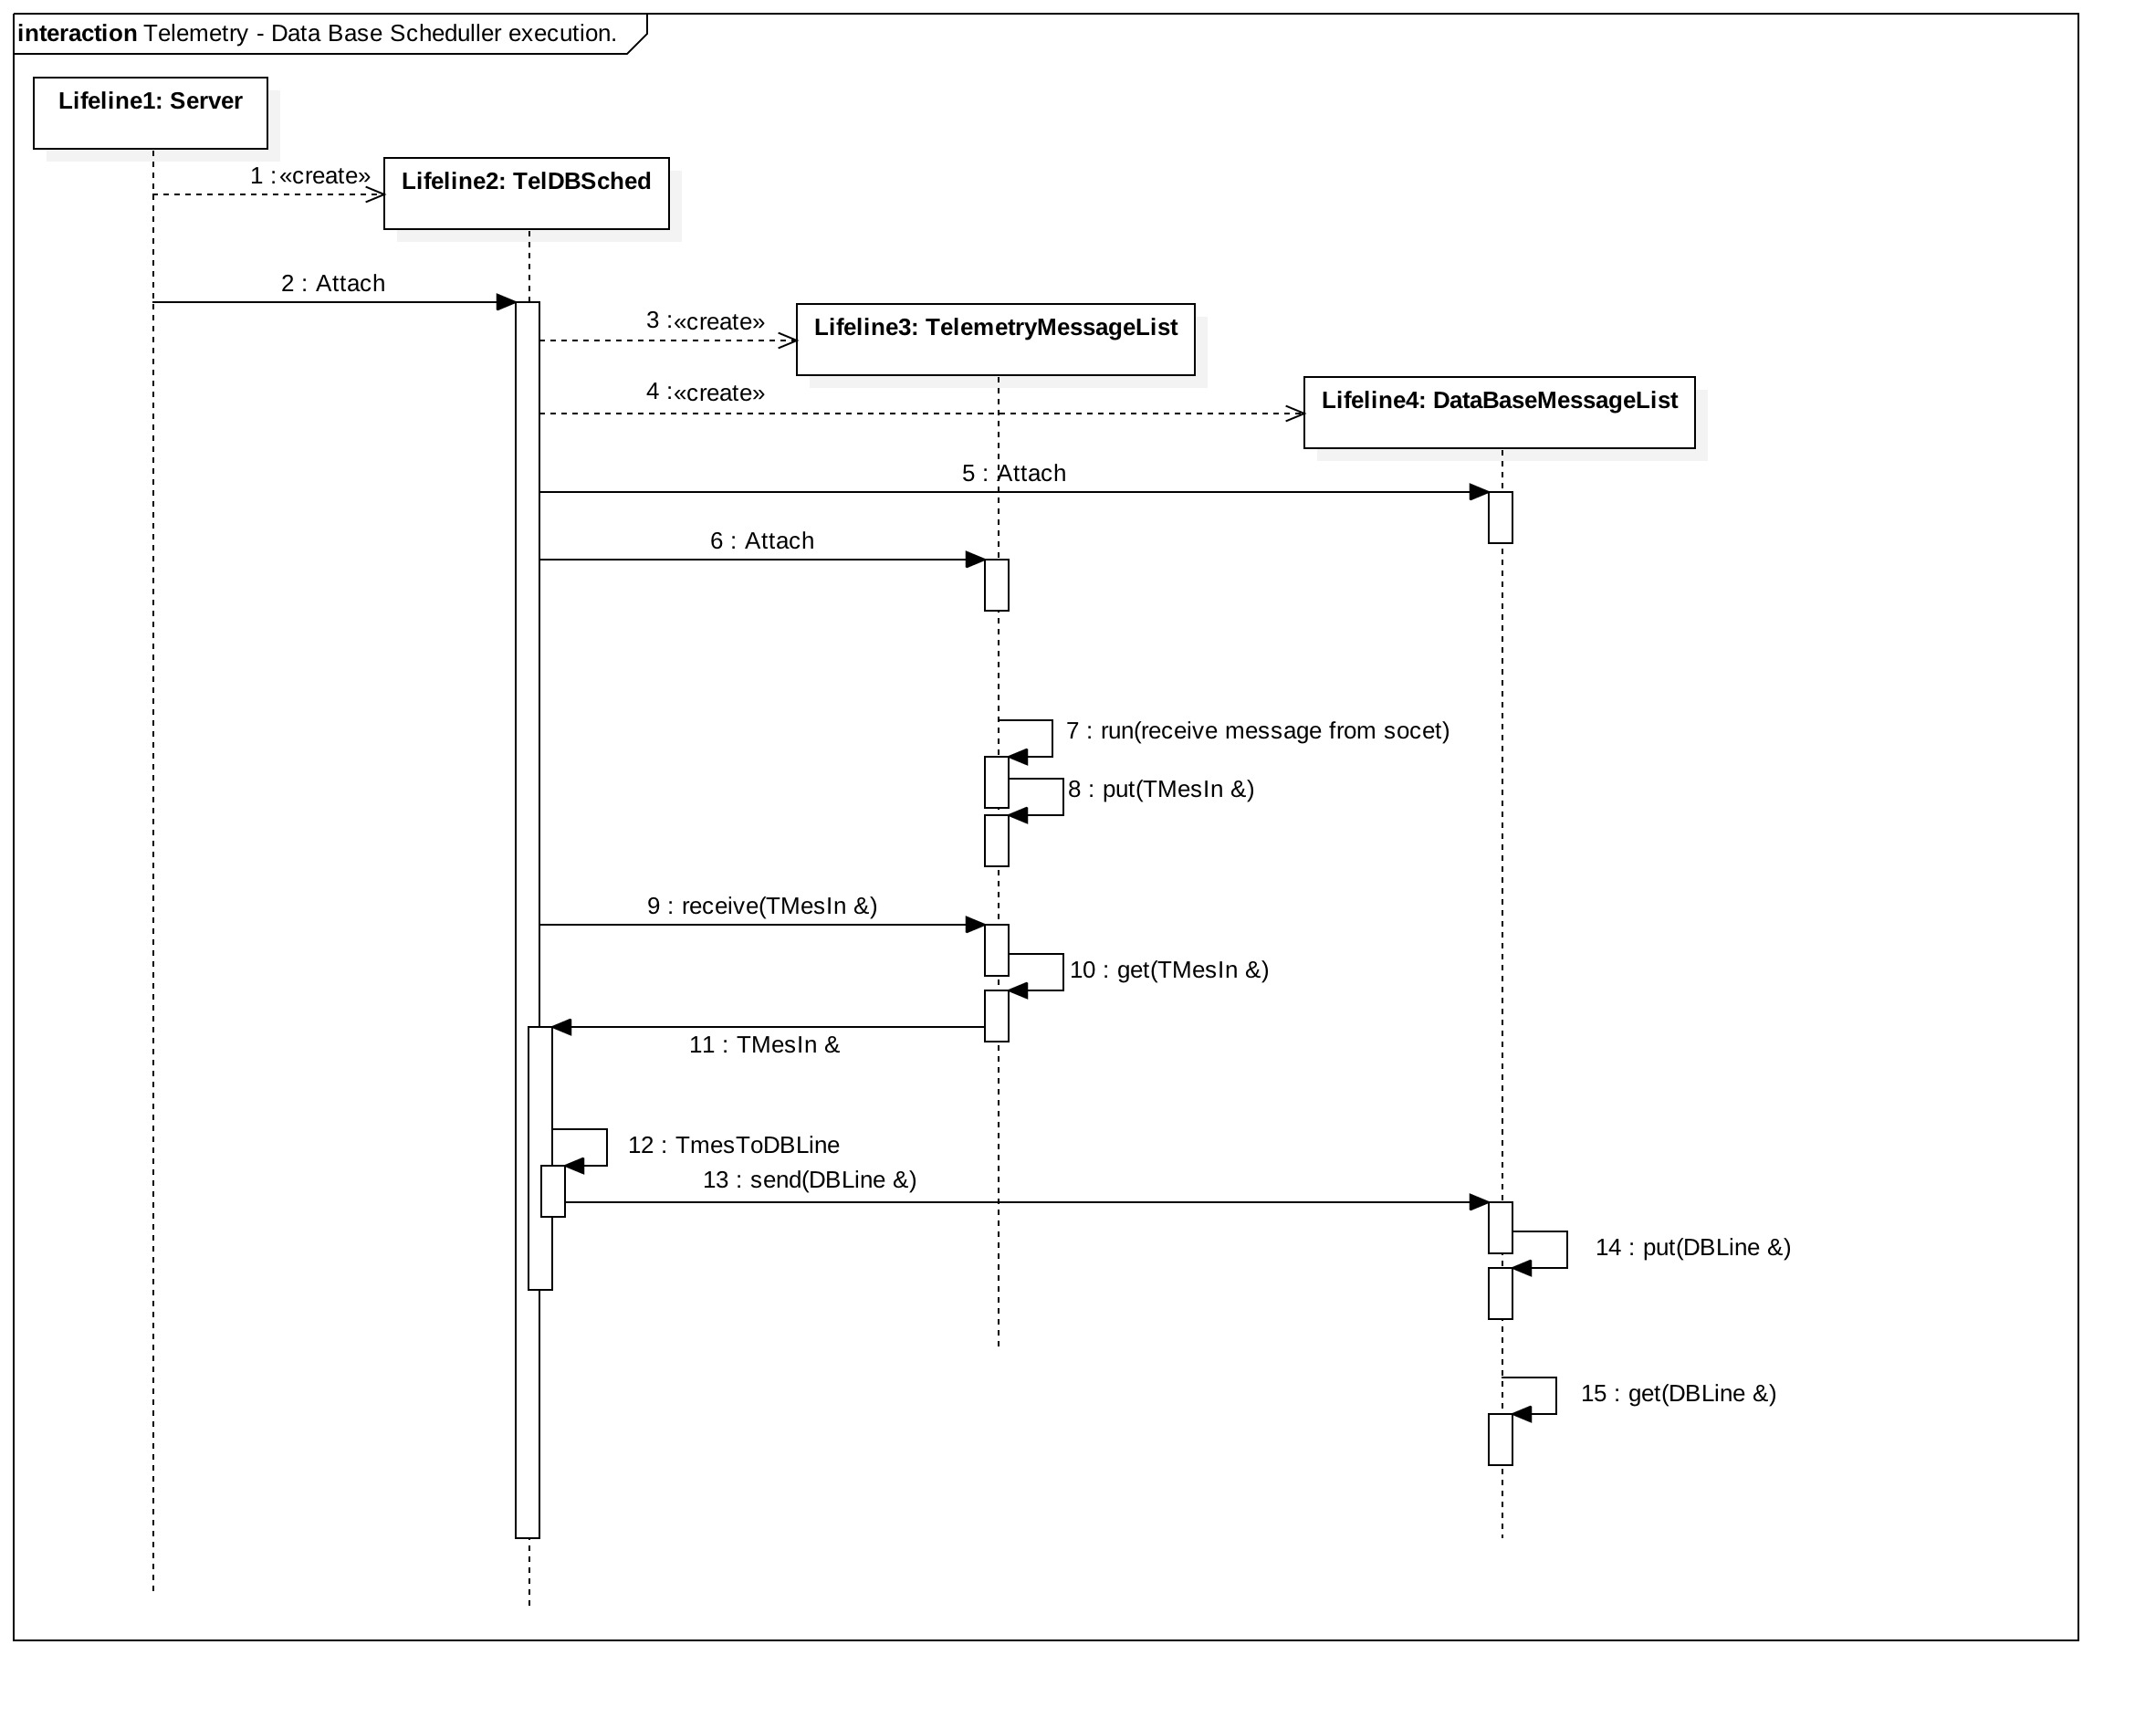 interaction Telemetry - Data Base Scheduller execution.
Lifeline1: Server
1 : «create»
Lifeline2: TelDBSched
2 : Attach
3 : «create»
Lifeline3: TelemetryMessageList
4 : «create»
Lifeline4: DataBaseMessageList
5 : Attach
6 : Attach
7 : run(receive message from socet)
8 : put(TMesIn &)
9 : receive(TMesIn &)
10 : get(TMesIn &)
11 : TMesIn &
12 : TmesToDBLine
13 : send(DBLine &)
14 : put(DBLine &)
15 : get(DBLine &)